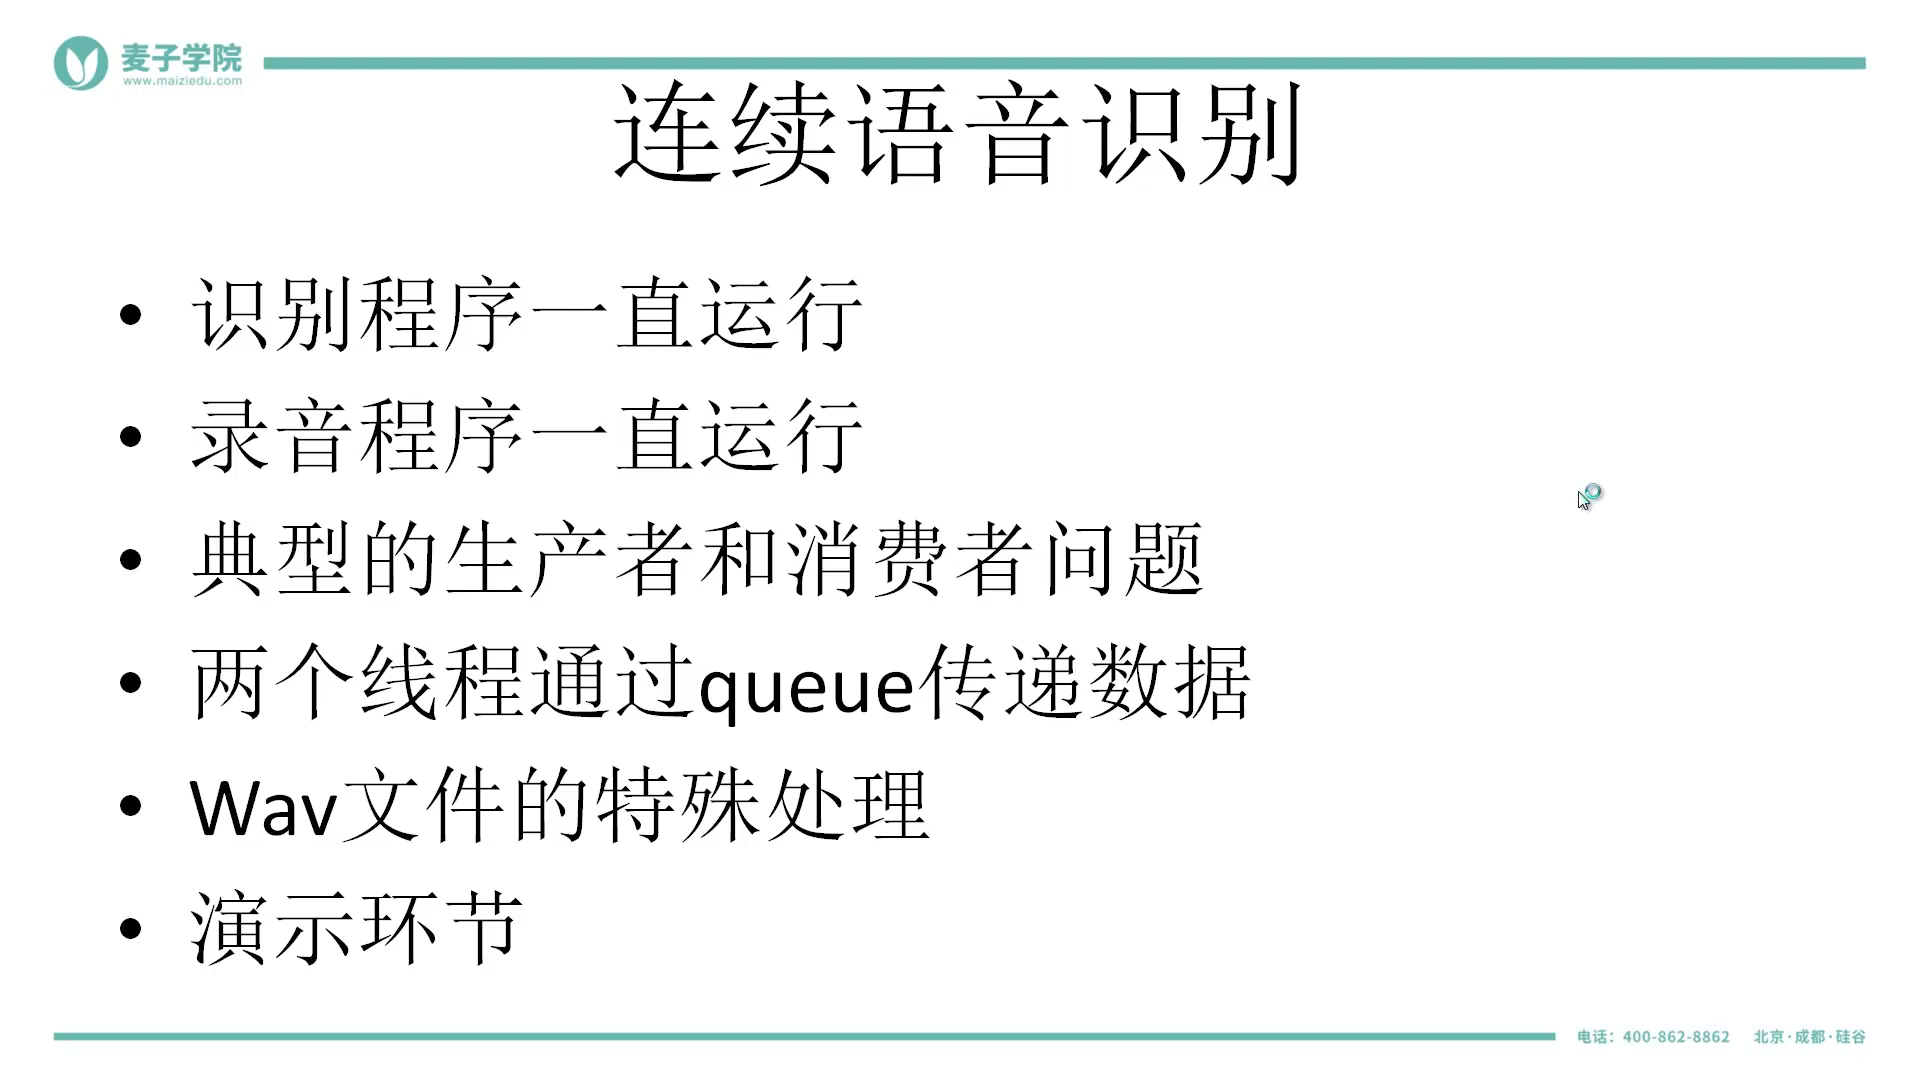 麦子学院
www.maiziedu.com
连续语音识别
• 识别程序一直运行
• 录音程序一直运行
• 典型的生产者和消费者问题
• 两个线程通过queue传递数据
• Wav文件的特殊处理
• 演示环节
电话：400-862-8862 北京·成都·硅谷